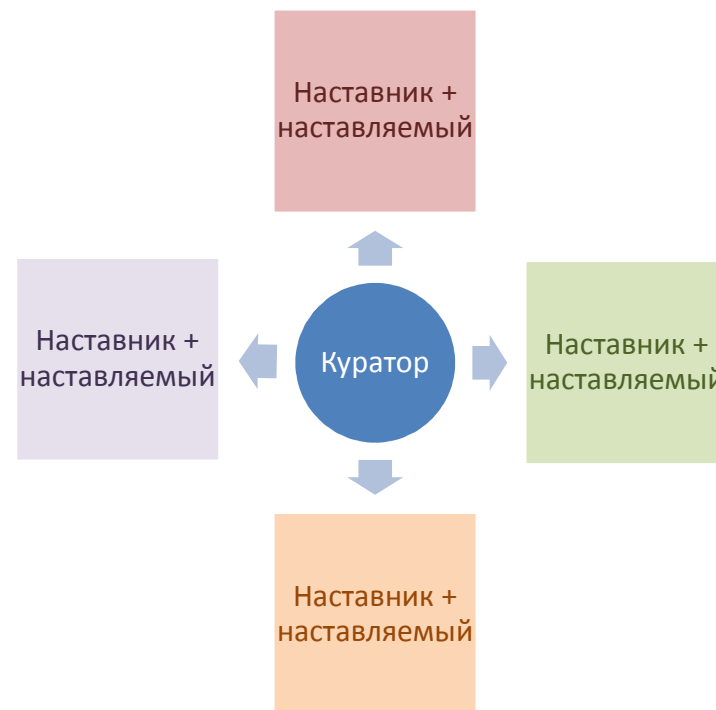 Наставник +
наставляемый
Наставник +
наставляемый
Куратор
Наставник +
наставляемый
Наставник +
наставляемый